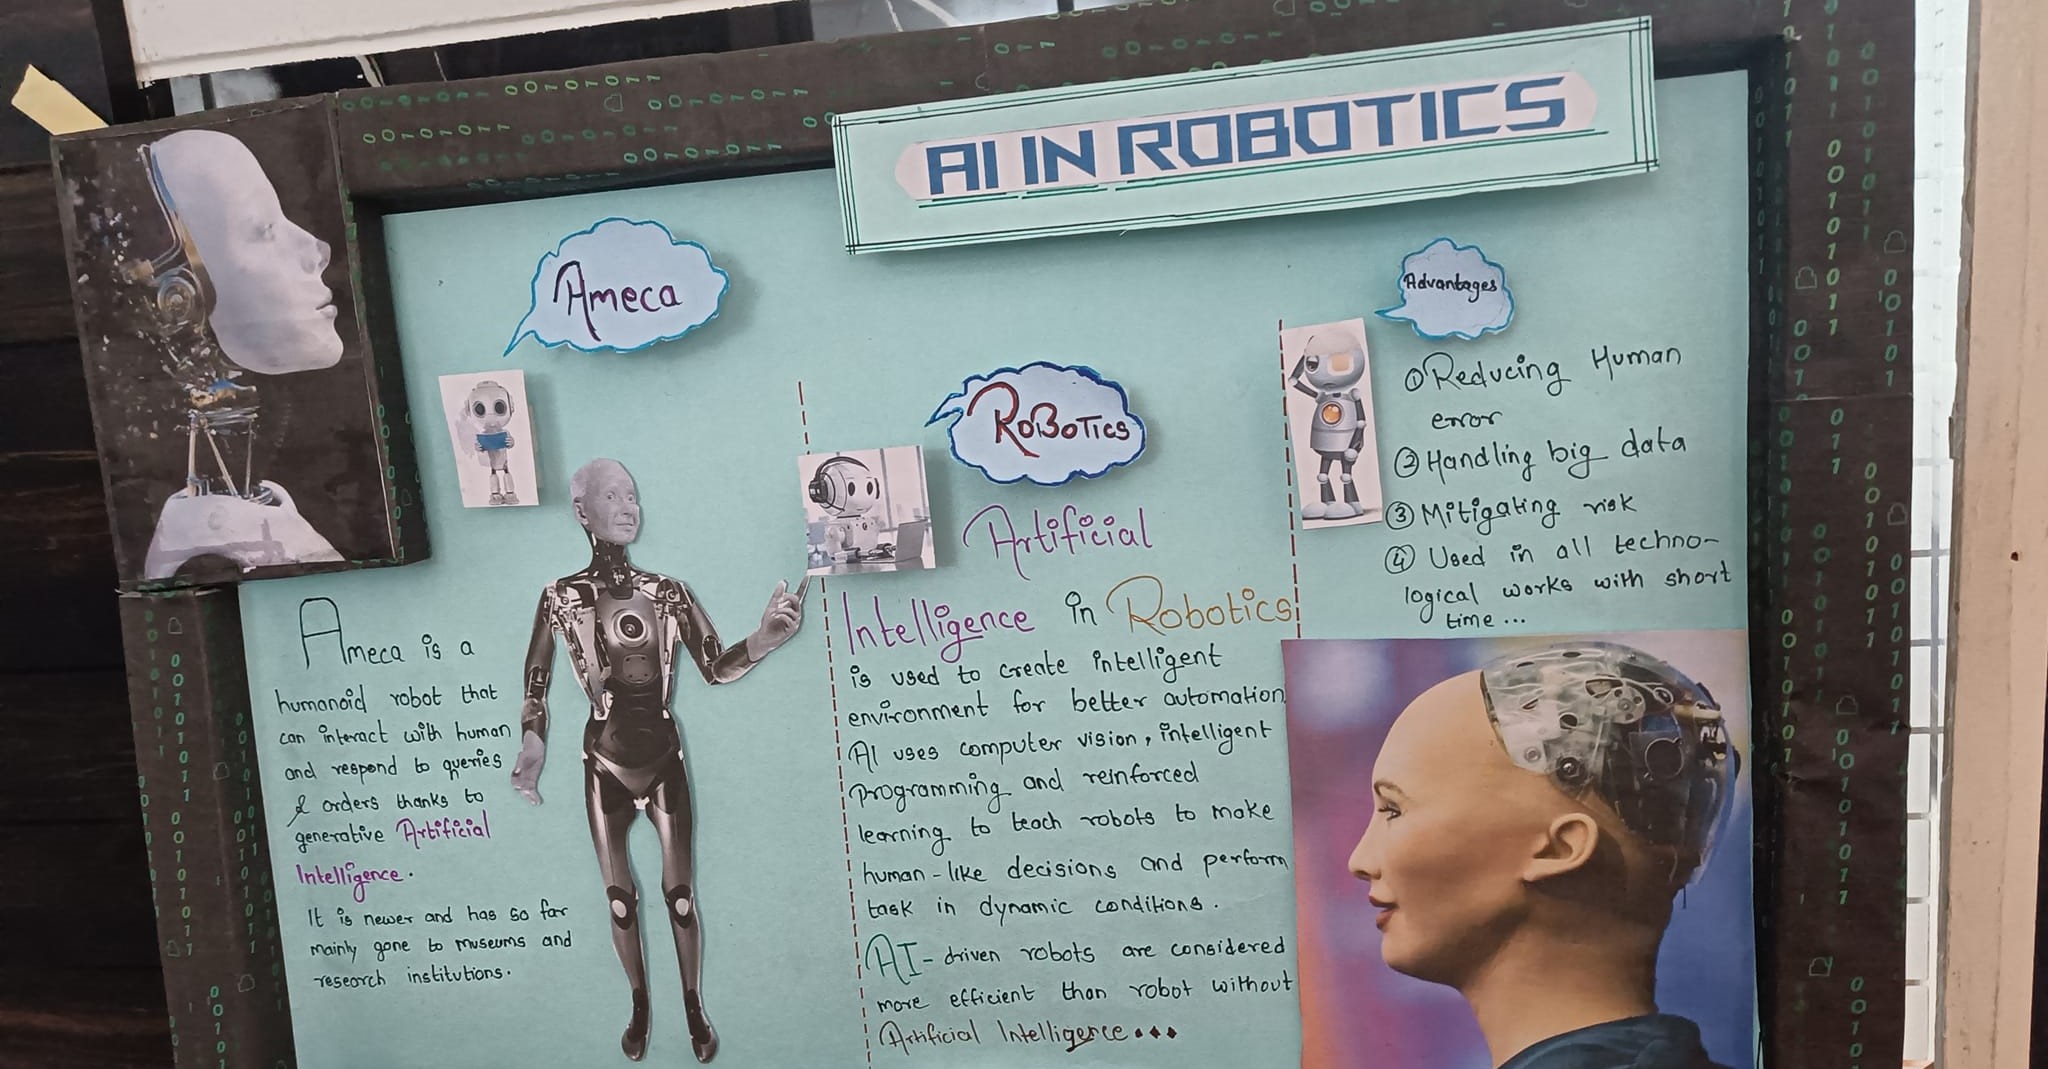 AI IN ROBOTICS
Ameca
Ameca is a
humanoid robot that
can interact with human
and respond to queries
& orders thanks to
generative Artificial
Intelligence.
It is newer and has so far
mainly gone to museums and
research institutions.
RoBoTics
Artificial
Intelligence in Robotics
is used to create intelligent
environment for better automation.
AI uses computer vision, intelligent
programming and reinforced
learning to teach robots to make
human-like decisions and perform
task in dynamic conditions.
AI-driven robots are considered
more efficient than robot without
Artificial Intelligence...
Advantages
① Reducing Human
error
② Handling big data
③ Mitigating risk
④ Used in all techno-
logical works with short
time...